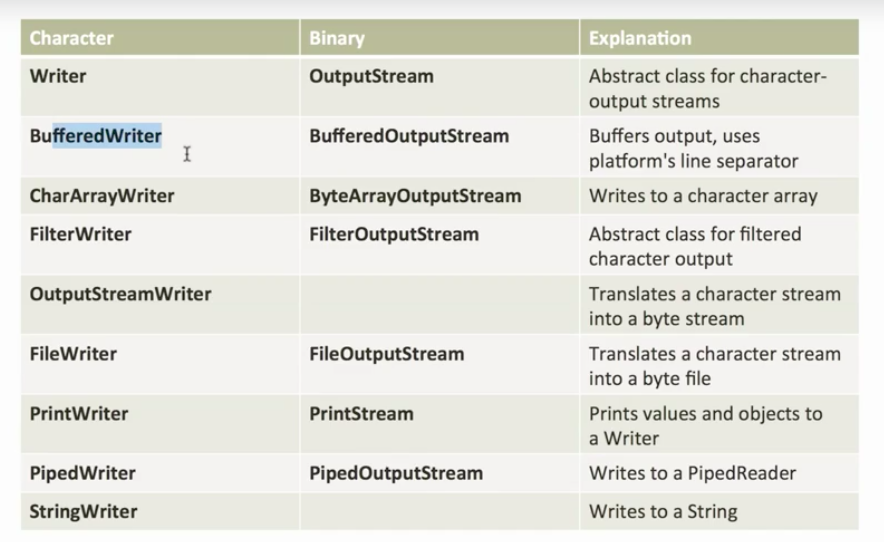 Character Binary Explanation
Writer OutputStream Abstract class for character-
output streams
BufferedWriter BufferedOutputStream Buffers output, uses
platform's line separator
CharArrayWriter ByteArrayOutputStream Writes to a character array
FilterWriter FilterOutputStream Abstract class for filtered
character output
OutputStreamWriter Translates a character stream
into a byte stream
FileWriter FileOutputStream Translates a character stream
into a byte file
PrintWriter PrintStream Prints values and objects to
a Writer
PipedWriter PipedOutputStream Writes to a PipedReader
StringWriter Writes to a String